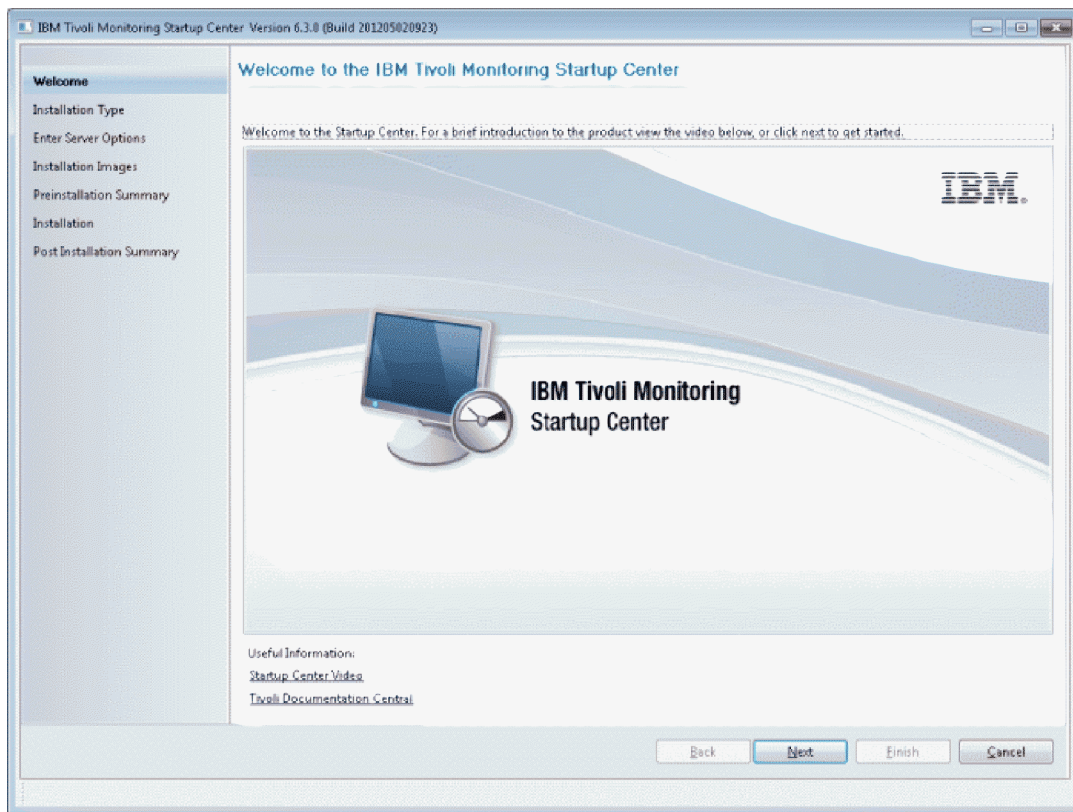 IBM Tivoli Monitoring Startup Center Version 6.3.0 (Build 201205020923)
Welcome
Installation Type
Enter Server Options
Installation Images
Preinstallation Summary
Installation
Post Installation Summary
Welcome to the IBM Tivoli Monitoring Startup Center
Welcome to the Startup Center. For a brief introduction to the product view the video below, or click next to get started.
IBM.
IBM Tivoli Monitoring
Startup Center
Useful Information:
Startup Center Video
Tivoli Documentation Central
Back
Next
Finish
Cancel